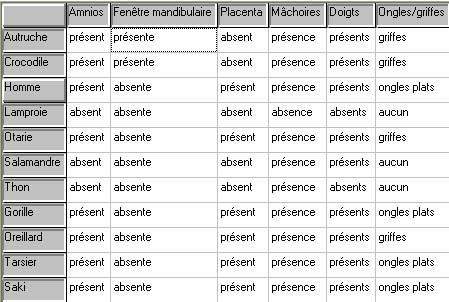 Amnios Fenêtre mandibulaire Placenta Mâchoires Doigts Ongles/griffes
Autruche présent présente absent présence présents griffes
Crocodile présent présente absent présence présents griffes
Homme présent absente présent présence présents ongles plats
Lamproie absent absente absent absence absents aucun
Otarie présent absente présent présence présents griffes
Salamandre absent absente absent présence présents aucun
Thon absent absente absent présence absents aucun
Gorille présent absente présent présence présents ongles plats
Oreillard présent absente présent présence présents griffes
Tarsier présent absente présent présence présents ongles plats
Saki présent absente présent présence présents ongles plats